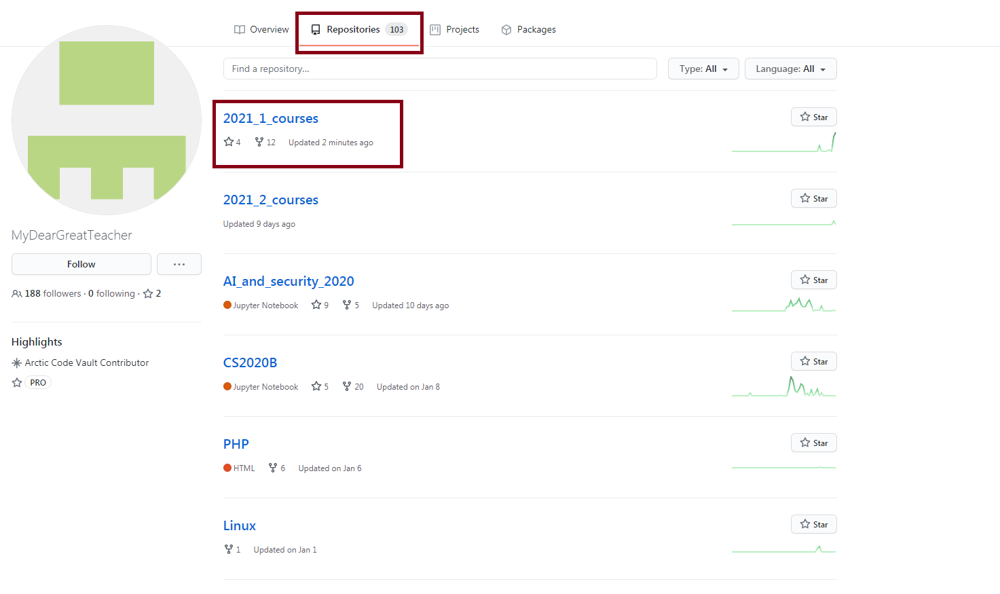 Overview Repositories 103 Projects Packages
Find a repository... Type: All Language: All
2021_1_courses Star
4 12 Updated 2 minutes ago
2021_2_courses Star
Updated 9 days ago
MyDearGreatTeacher
Follow ...
188 followers · 0 following · 2
Highlights
Arctic Code Vault Contributor
PRO
AI_and_security_2020 Star
Jupyter Notebook 9 5 Updated 10 days ago
CS2020B Star
Jupyter Notebook 5 20 Updated on Jan 8
PHP Star
HTML 6 Updated on Jan 6
Linux Star
1 Updated on Jan 1